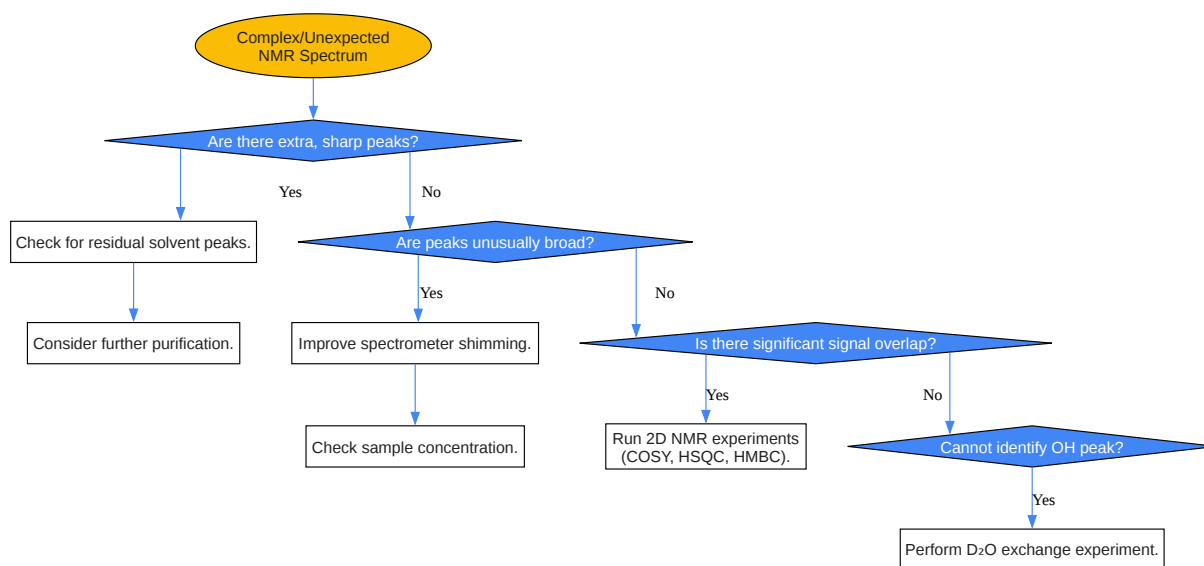 Complex/Unexpected
NMR Spectrum
Are there extra, sharp peaks?
Yes
No
Check for residual solvent peaks.
Are peaks unusually broad?
Yes
No
Consider further purification.
Improve spectrometer shimming.
Is there significant signal overlap?
Yes
No
Check sample concentration.
Run 2D NMR experiments
(COSY, HSQC, HMBC).
Cannot identify OH peak?
Yes
Perform D₂O exchange experiment.